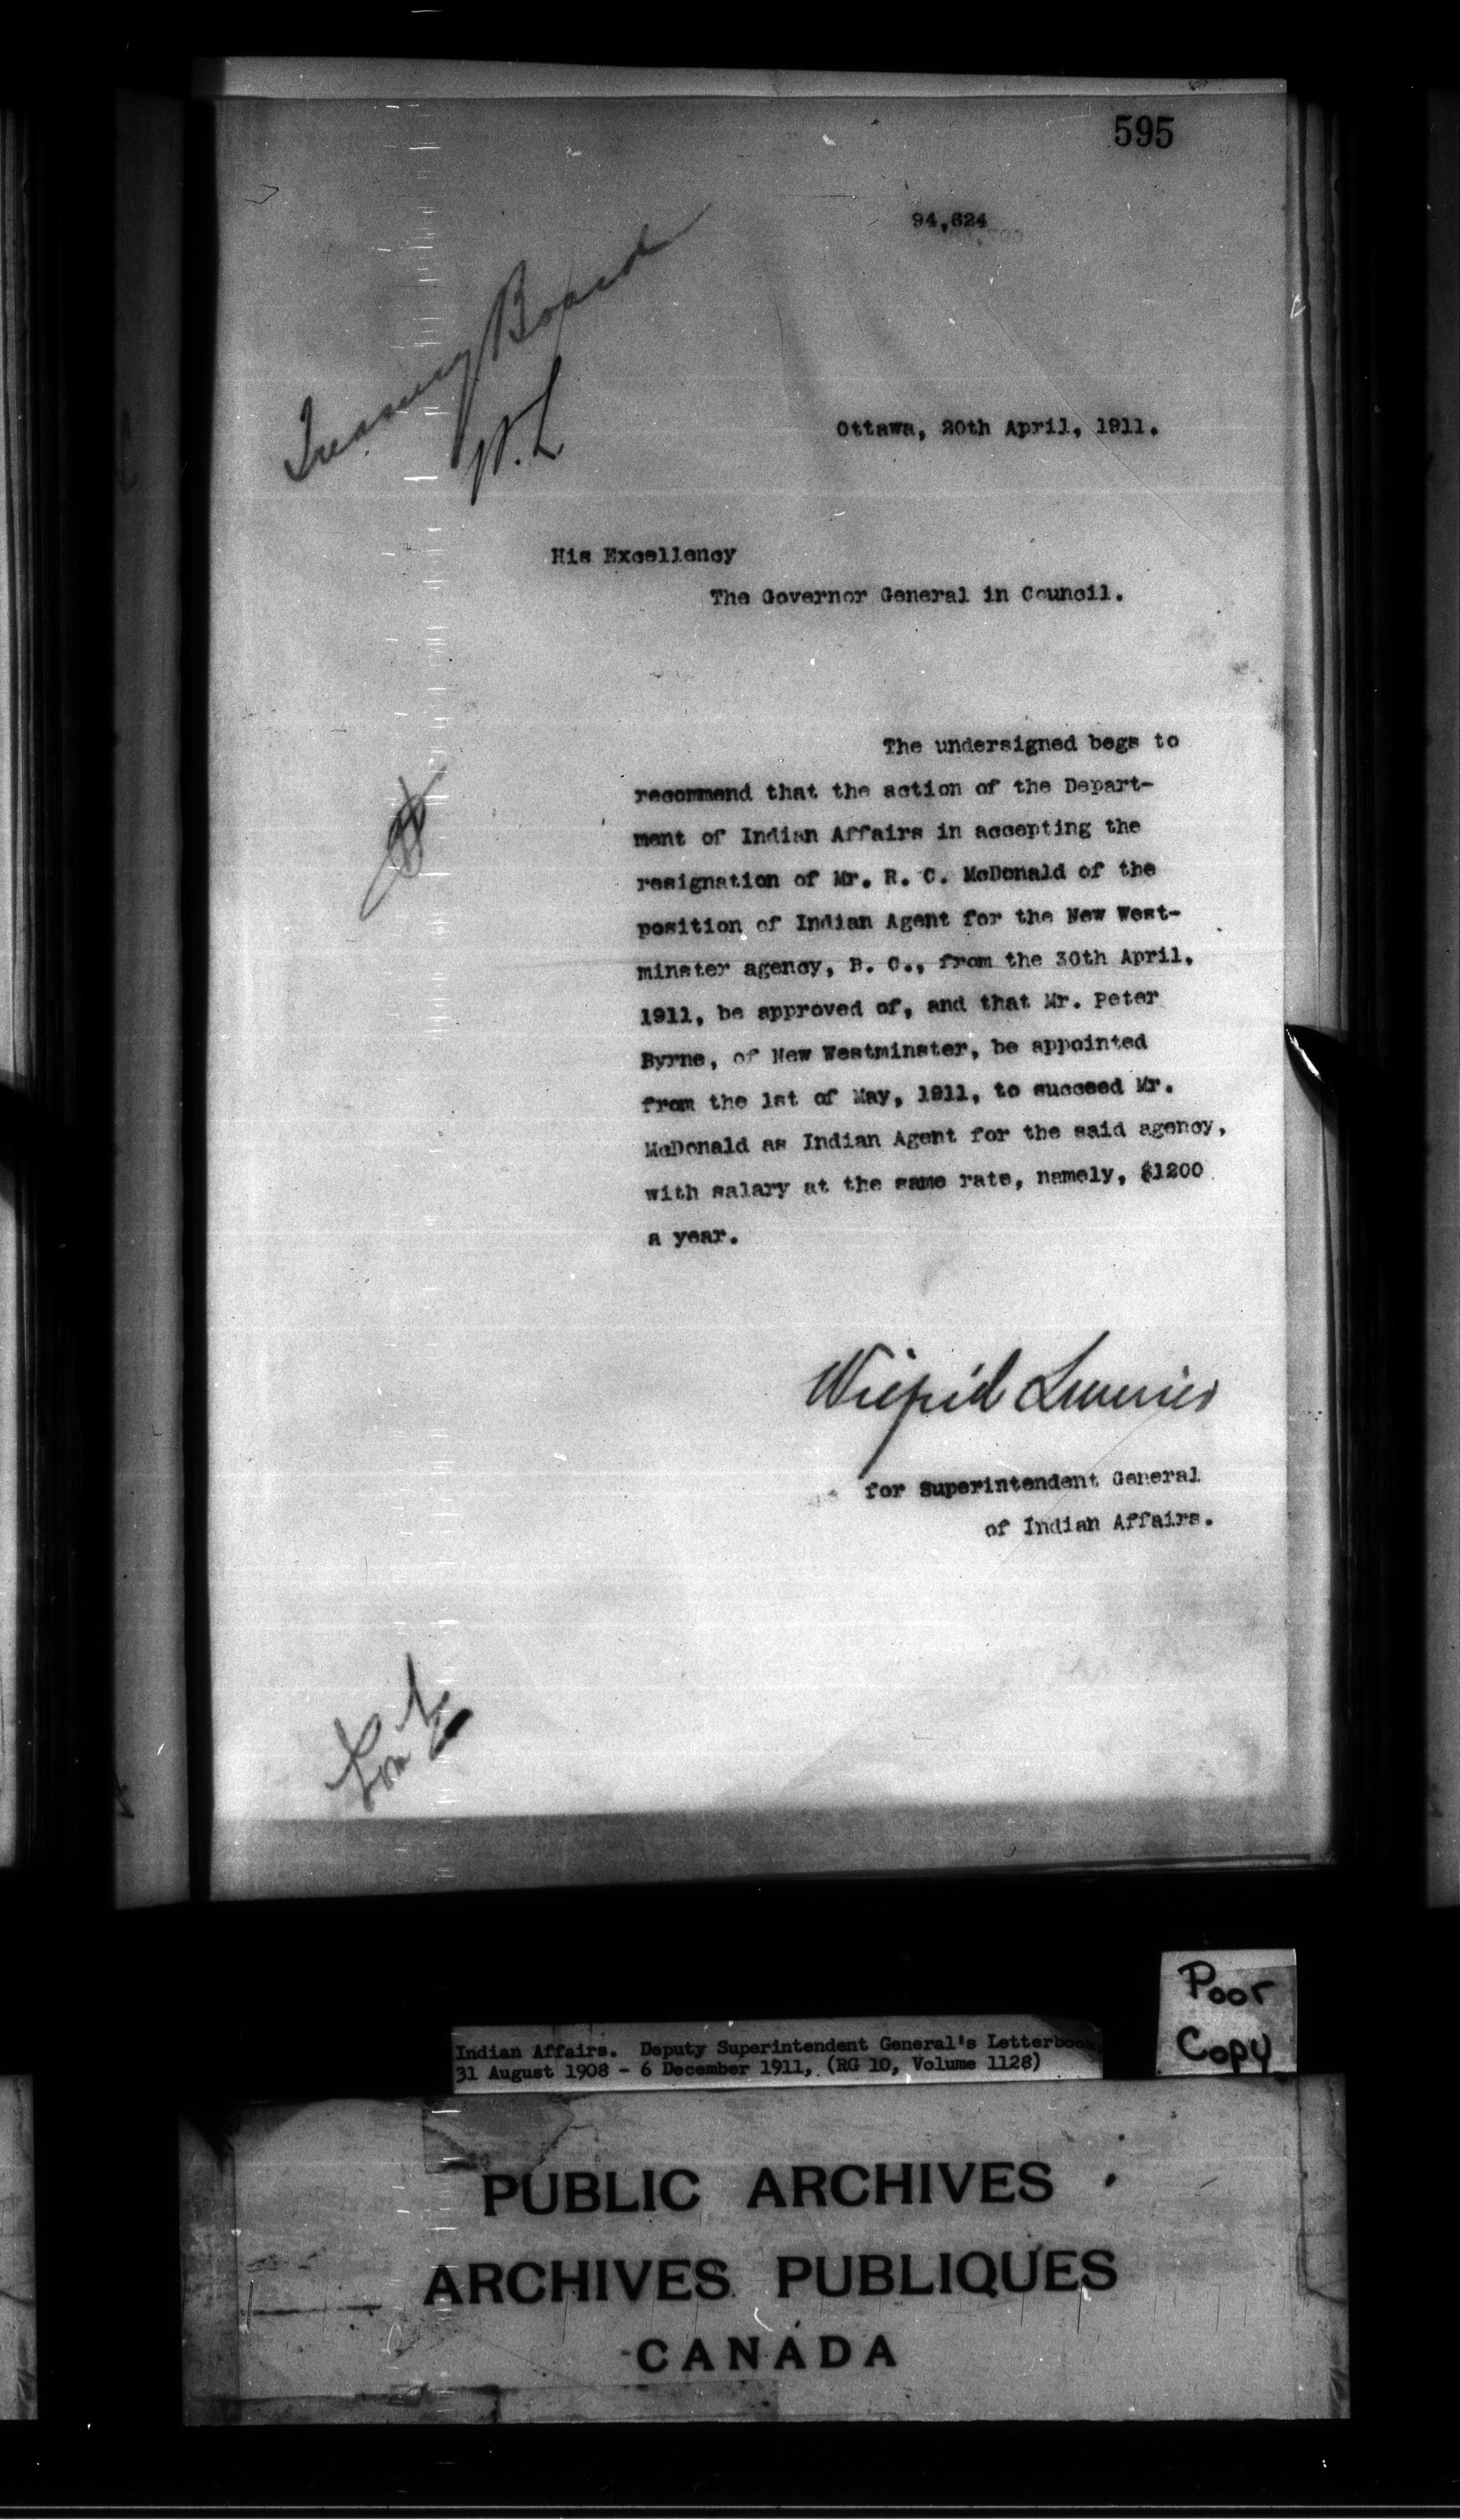 595
94,624
Treasury Board
W.L
Ottawa, 20th April, 1911.
His Excellency
The Governor General in Council.
The undersigned begs to
recommend that the action of the Depart-
ment of Indian Affairs in accepting the
resignation of Mr. R. C. McDonald of the
position of Indian Agent for the New West-
minster agency, B. C., from the 30th April,
1911, be approved of, and that Mr. Peter
Byrne, of New Westminster, be appointed
from the 1st of May, 1911, to succeed Mr.
McDonald as Indian Agent for the said agency,
with salary at the same rate, namely, $1200
a year.
Wilfrid Laurier
for Superintendent General
of Indian Affairs.
Poor
Copy
Indian Affairs. Deputy Superintendent General's Letterbook
31 August 1908 - 6 December 1911, (RG 10, Volume 1128)
PUBLIC ARCHIVES
ARCHIVES PUBLIQUES
CANADA